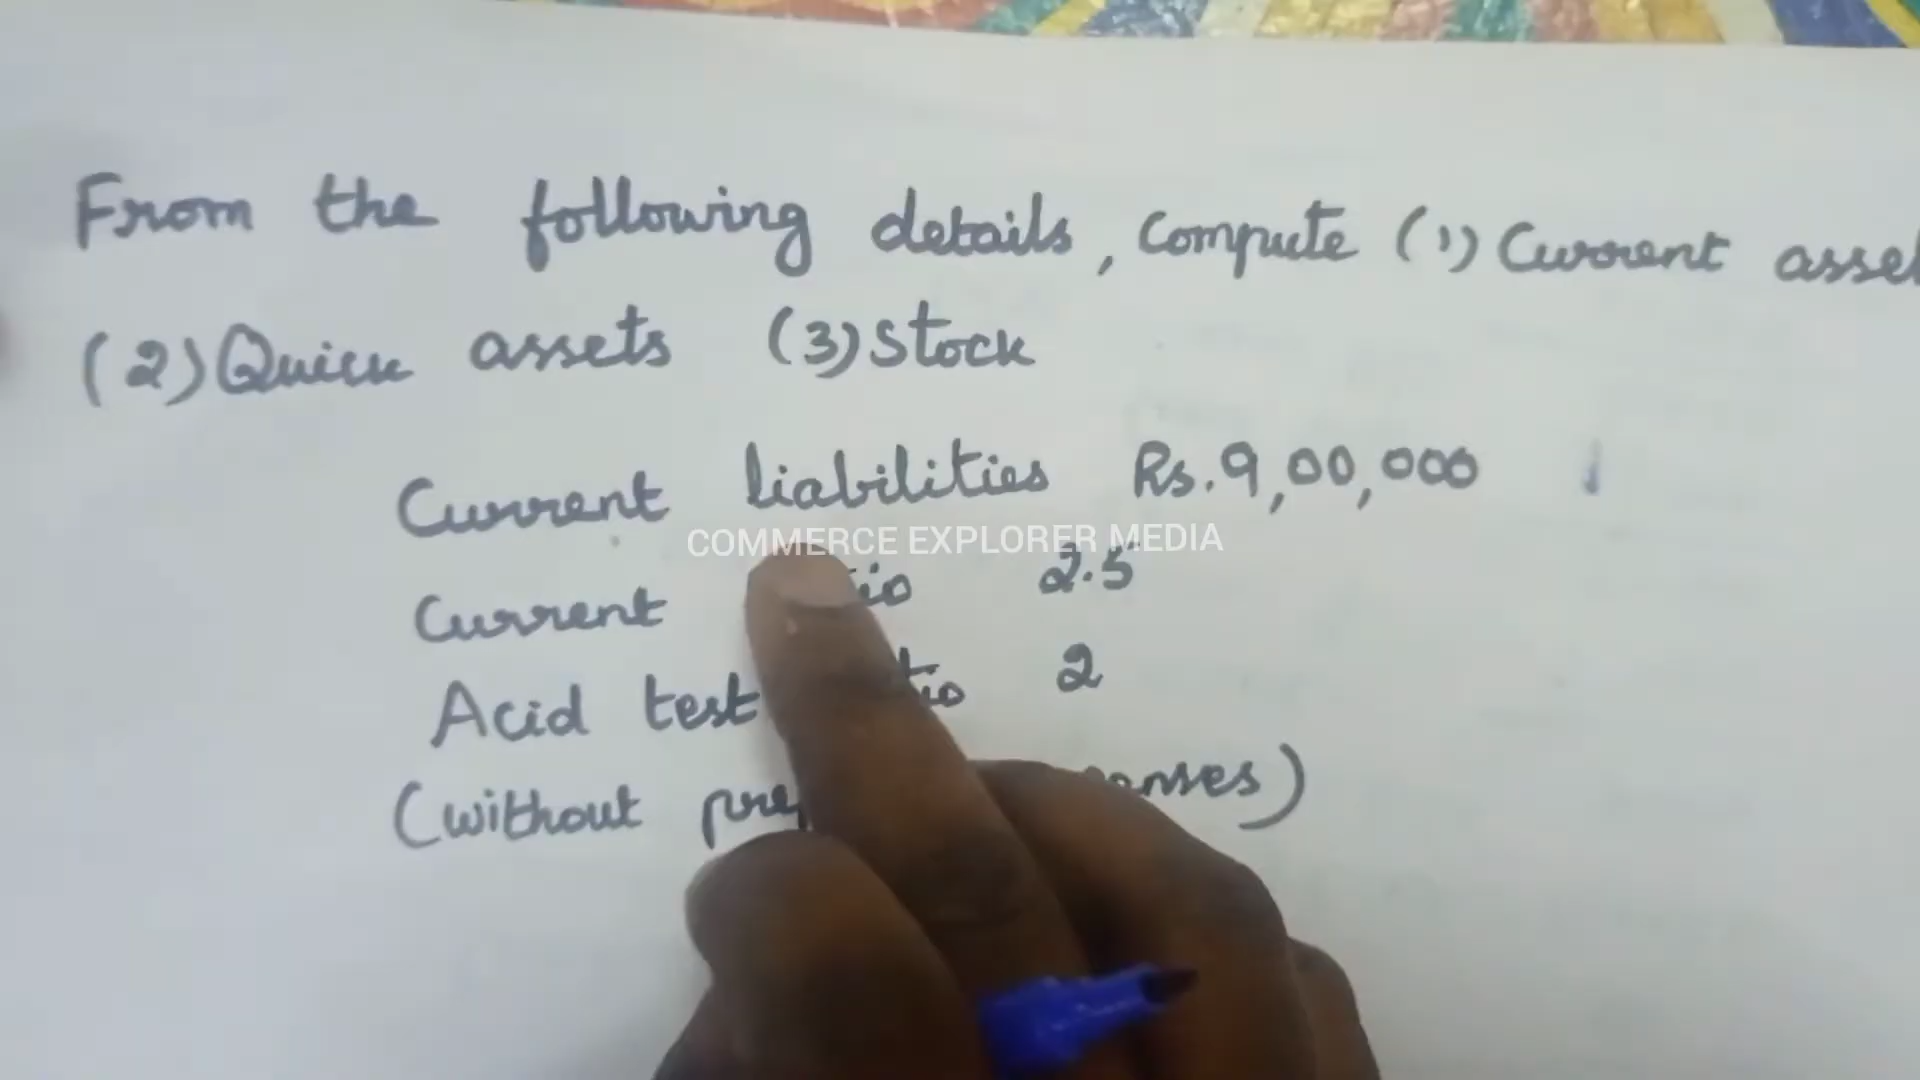 From the following details, compute (1) Current
(2) Quick assets (3) Stock
Current liabilities Rs. 9,00,000
COMMERCE EXPLORER MEDIA
Current 2.5
Acid test 2
(without